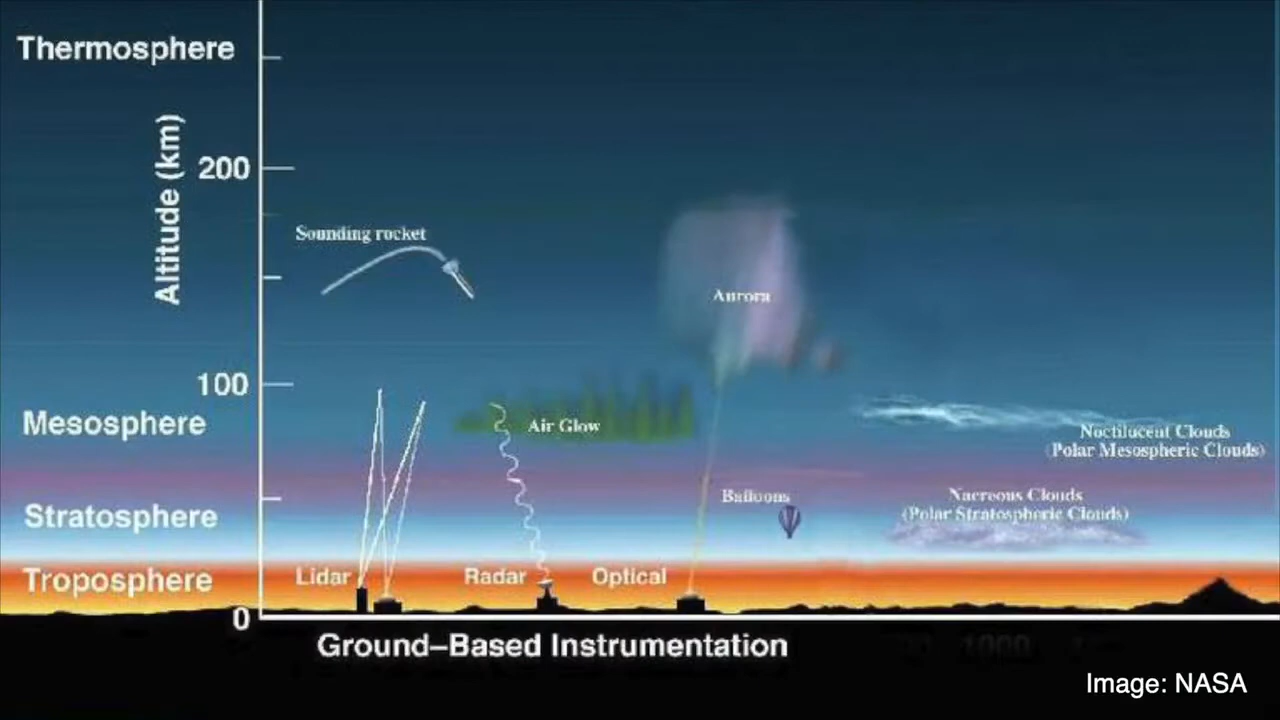 Thermosphere
Altitude (km)
200
Sounding rocket
Aurora
100
Mesosphere
Air Glow
Noctilucent Clouds
(Polar Mesospheric Clouds)
Balloons
Nacreous Clouds
(Polar Stratospheric Clouds)
Stratosphere
Troposphere
Lidar
Radar
Optical
0
Ground–Based Instrumentation
1000
Image: NASA